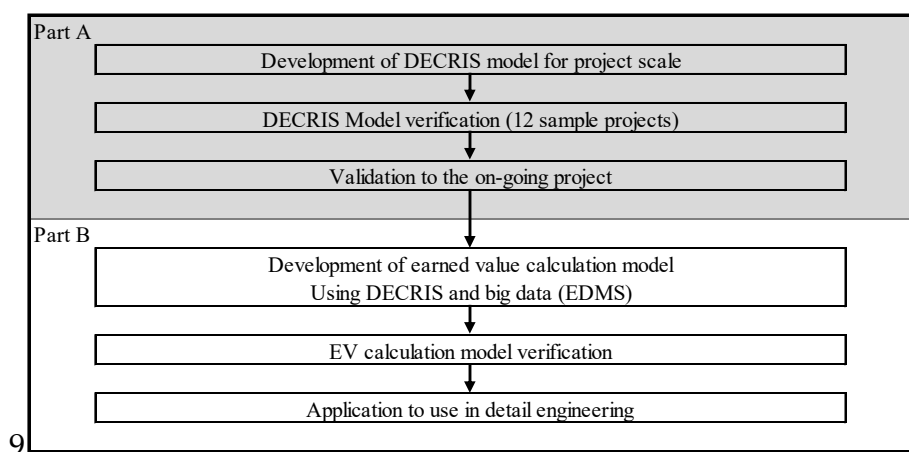 Part A
Development of DECRIS model for project scale
DECRIS Model verification (12 sample projects)
Validation to the on-going project
Part B
Development of earned value calculation model
Using DECRIS and big data (EDMS)
EV calculation model verification
Application to use in detail engineering
9